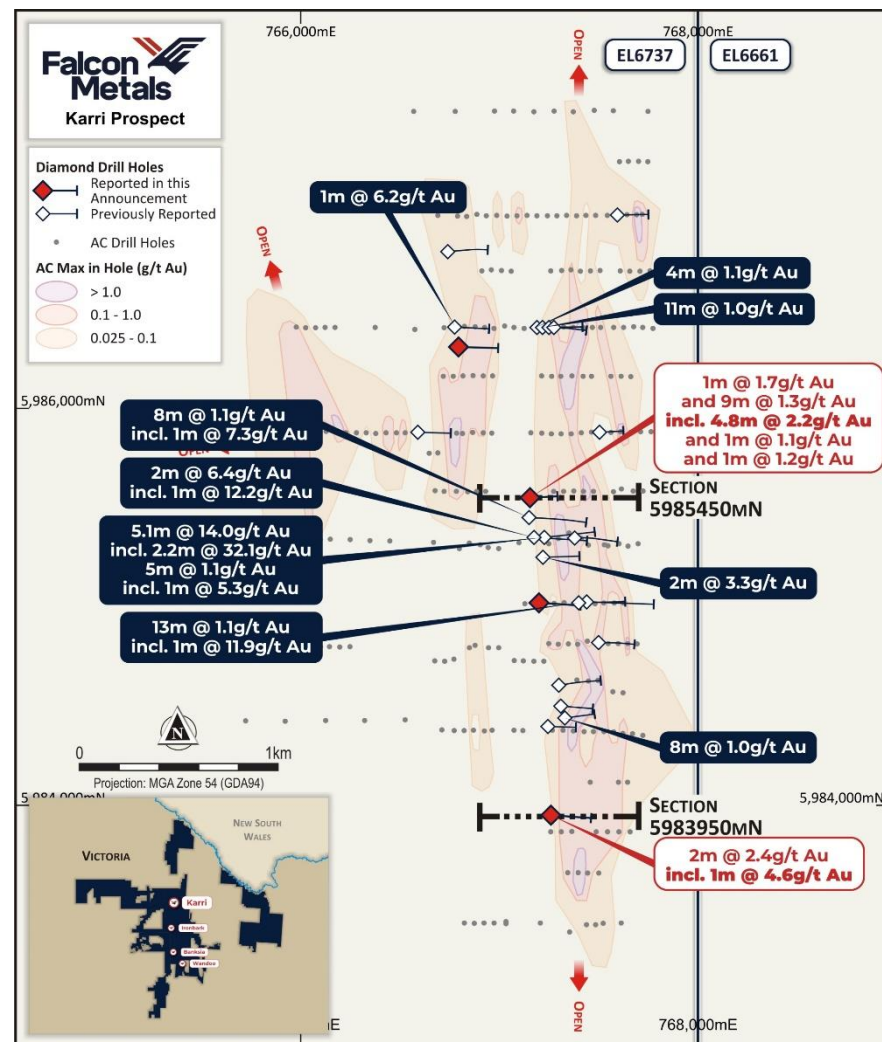 766,000mE
768,000mE
Falcon
Metals
Karri Prospect
OPEN
EL6737
EL6661
Diamond Drill Holes
Reported in this
Announcement
Previously Reported
AC Drill Holes
AC Max in Hole (g/t Au)
> 1.0
0.1 - 1.0
0.025 - 0.1
1m @ 6.2g/t Au
OPEN
4m @ 1.1g/t Au
11m @ 1.0g/t Au
5,986,000mN
1m @ 1.7g/t Au
and 9m @ 1.3g/t Au
incl. 4.8m @ 2.2g/t Au
and 1m @ 1.1g/t Au
and 1m @ 1.2g/t Au
8m @ 1.1g/t Au
incl. 1m @ 7.3g/t Au
OPEN
2m @ 6.4g/t Au
incl. 1m @ 12.2g/t Au
SECTION
5985450MN
5.1m @ 14.0g/t Au
incl. 2.2m @ 32.1g/t Au
5m @ 1.1g/t Au
incl. 1m @ 5.3g/t Au
2m @ 3.3g/t Au
13m @ 1.1g/t Au
incl. 1m @ 11.9g/t Au
N
0
1km
Projection: MGA Zone 54 (GDA94)
8m @ 1.0g/t Au
5,984,000mN
5,984,000mN
SECTION
5983950MN
2m @ 2.4g/t Au
incl. 1m @ 4.6g/t Au
NEW SOUTH
WALES
VICTORIA
Karri
Ironbark
Banksia
Wandoo
OPEN
mE
768,000mE